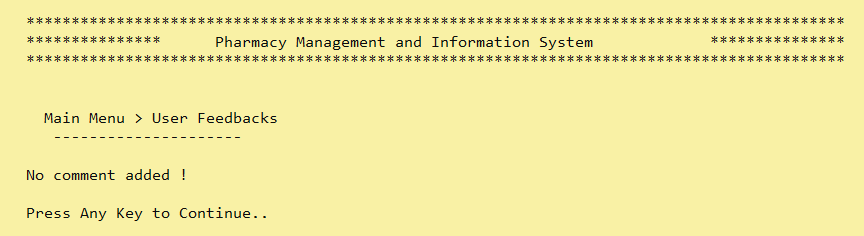 *******************************************************************************************
***************      Pharmacy Management and Information System             ***************
*******************************************************************************************
Main Menu > User Feedbacks
---------------------
No comment added !
Press Any Key to Continue..